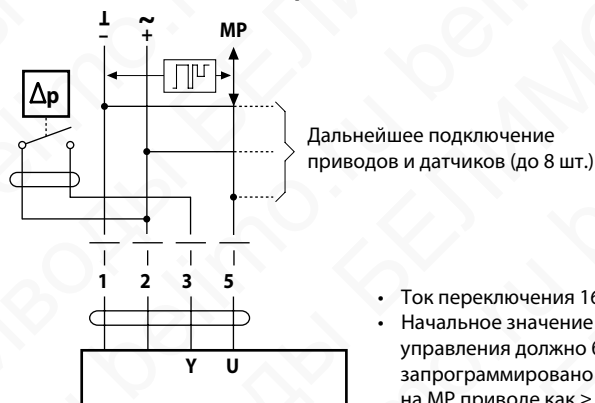 ⊥ ~ MP
– +
Δp
Дальнейшее подключение
приводов и датчиков (до 8 шт.)
1 2 3 5
Y U
• Ток переключения 16
• Начальное значение
управления должно
запрограммировано
на МР приводе как ≥